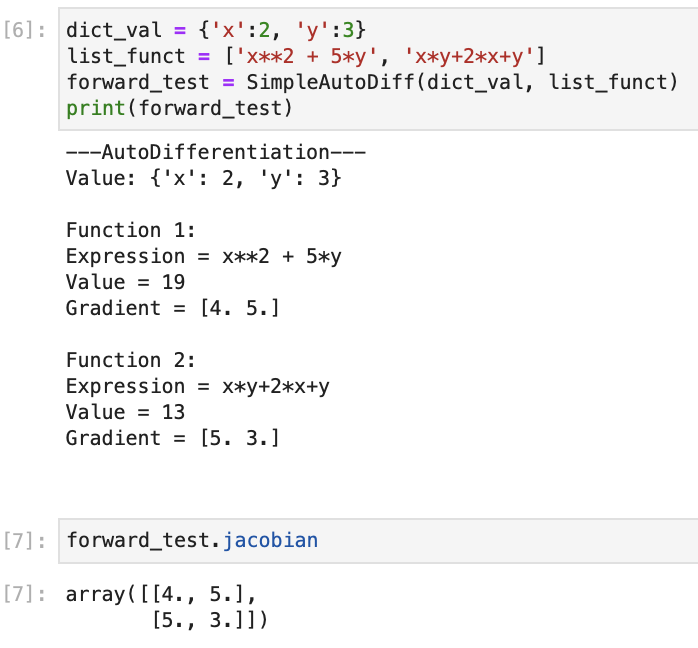 [6]: dict_val = {'x':2, 'y':3}
list_funct = ['x**2 + 5*y', 'x*y+2*x+y']
forward_test = SimpleAutoDiff(dict_val, list_funct)
print(forward_test)
---AutoDifferentiation---
Value: {'x': 2, 'y': 3}
Function 1:
Expression = x**2 + 5*y
Value = 19
Gradient = [4. 5.]
Function 2:
Expression = x*y+2*x+y
Value = 13
Gradient = [5. 3.]
[7]: forward_test.jacobian
[7]: array([[4., 5.],
[5., 3.]])